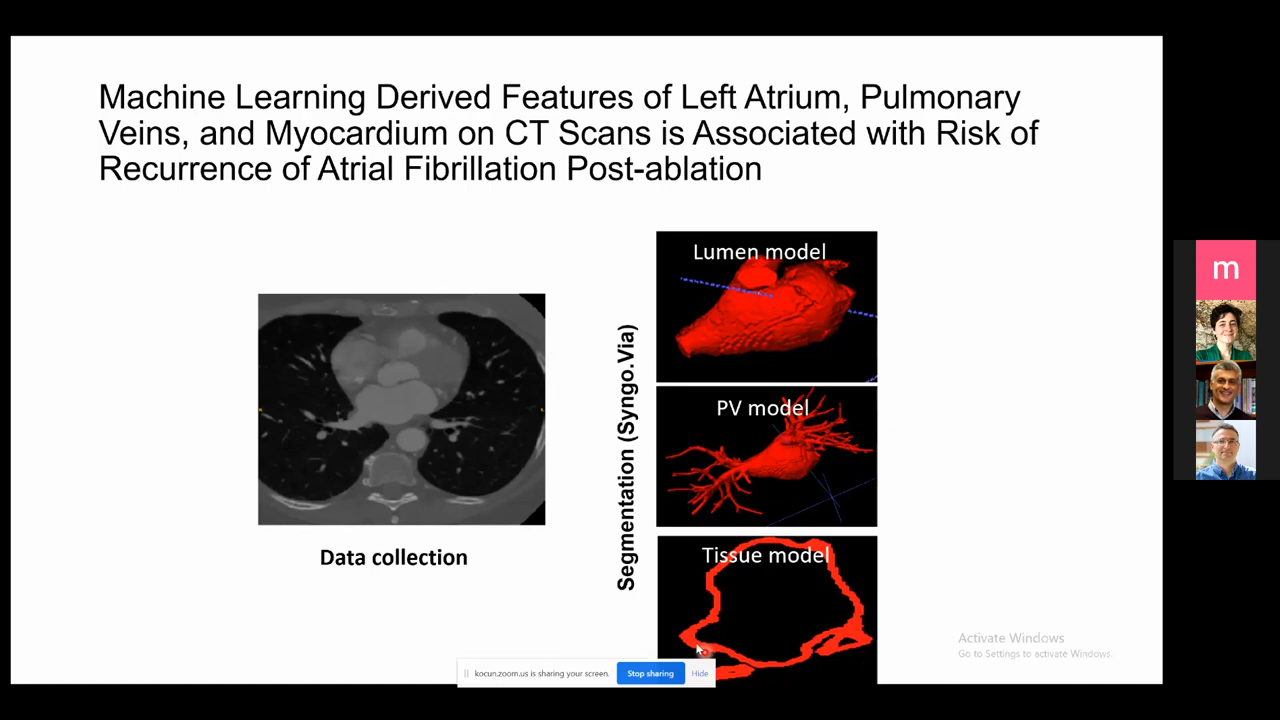 Machine Learning Derived Features of Left Atrium, Pulmonary
Veins, and Myocardium on CT Scans is Associated with Risk of
Recurrence of Atrial Fibrillation Post-ablation
Lumen model
PV model
Tissue model
Segmentation (Syngo.Via)
Data collection
m
Activate Windows
Go to Settings to activate Windows.
kocun.zoom.us is sharing your screen.
Stop sharing
Hide